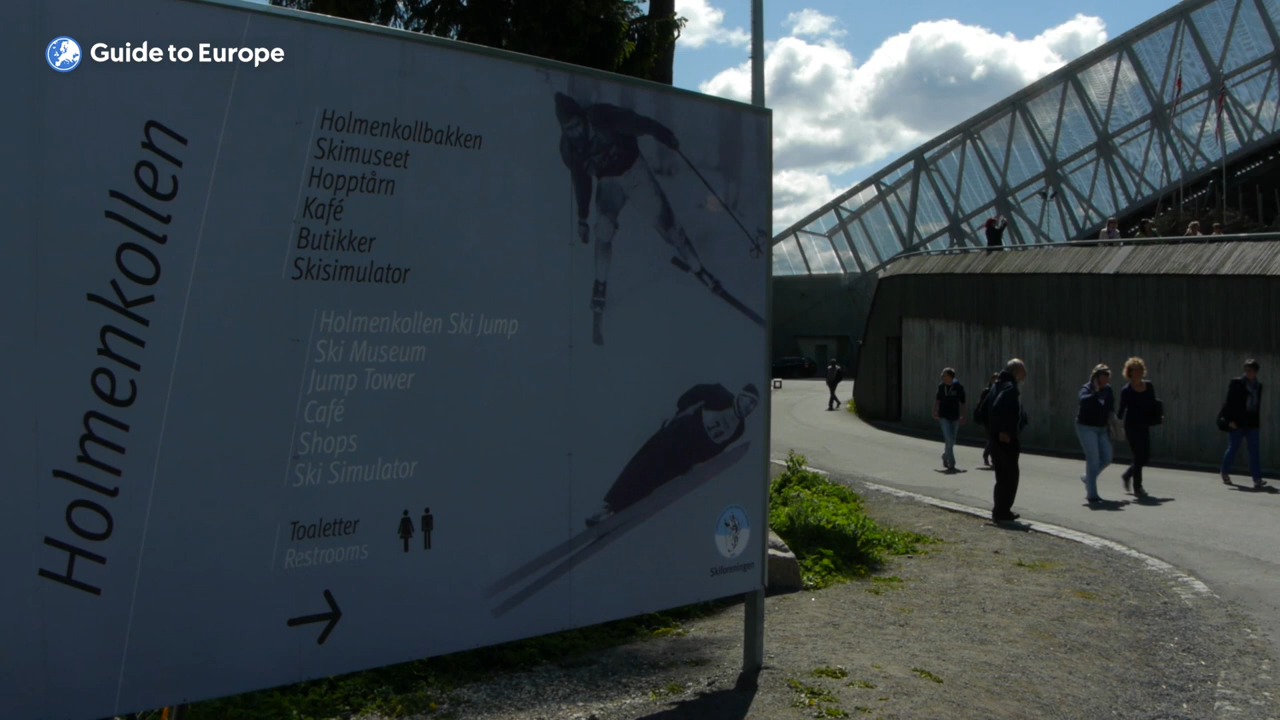 Guide to Europe
Holmenkollen
Holmenkollbakken
Skimuseet
Hopptårn
Kafé
Butikker
Skisimulator
Holmenkollen Ski Jump
Ski Museum
Jump Tower
Café
Shops
Ski Simulator
Toaletter
Restrooms
Skiforeningen